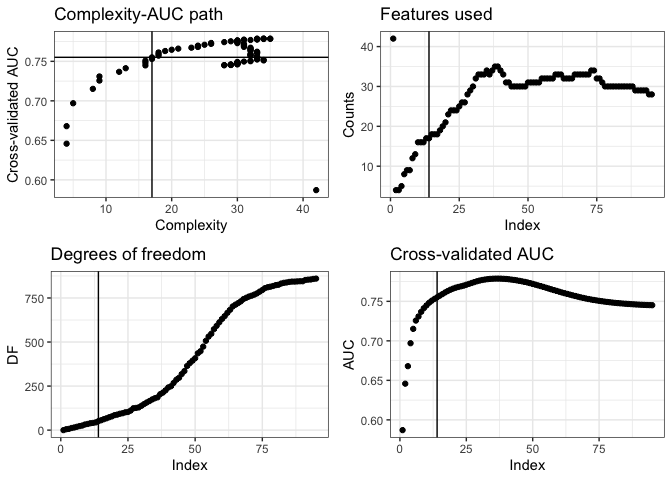 Complexity-AUC path
Cross-validated AUC
0.75
0.70
0.65
0.60
10 20 30 40
Complexity
Features used
Counts
40
30
20
10
0 25 50 75
Index
Degrees of freedom
DF
750
500
250
0
0 25 50 75
Index
Cross-validated AUC
AUC
0.75
0.70
0.65
0.60
0 25 50 75
Index